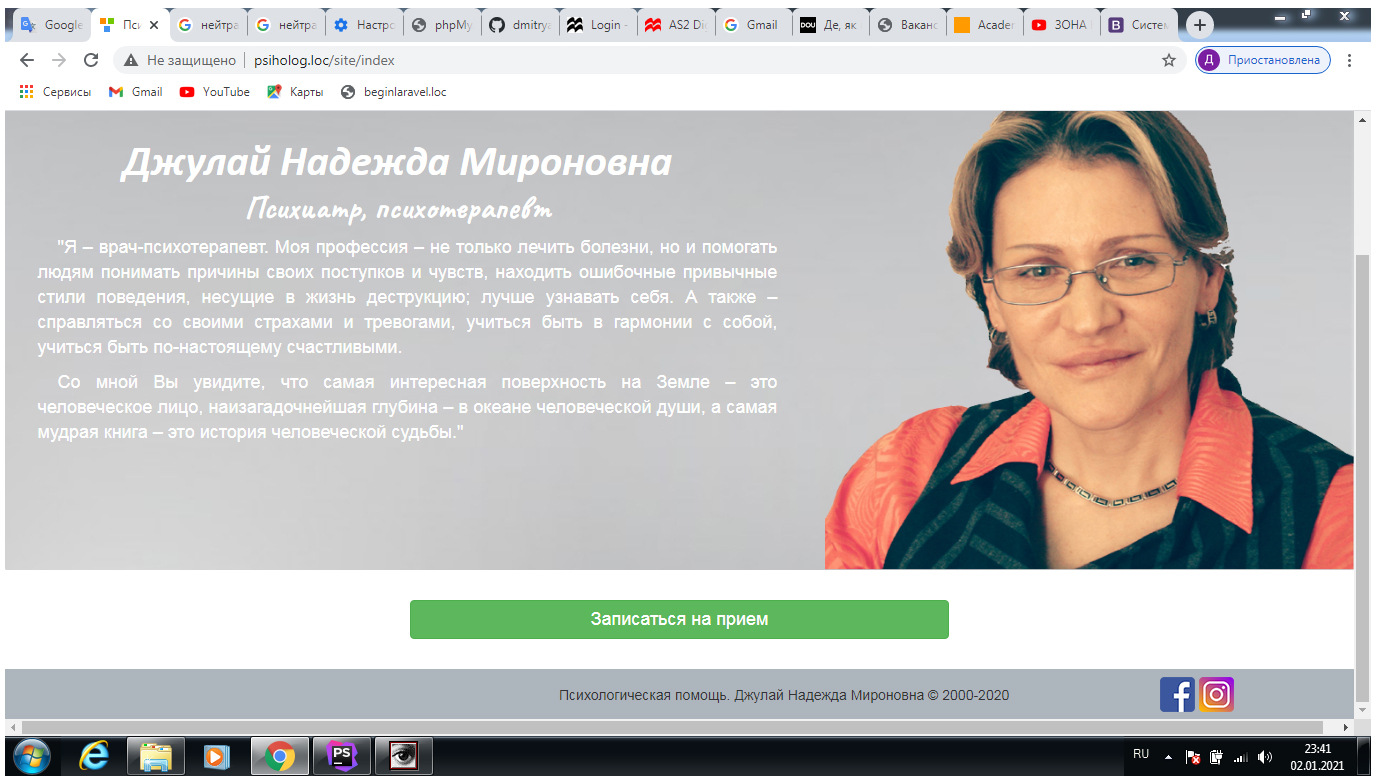 Google
Пси
нейтра
нейтра
Настро
phpMy
dmitrya
Login -
AS2 Di
Gmail
DOU
Де, як
Ваканс
Acader
ЗОНА
B
Систем
Не защищено
psiholog.loc/site/index
Д
Приостановлена
Сервисы
Gmail
YouTube
Карты
beginlaravel.loc
Джулай Надежда Мироновна
Психиатр, психотерапевт
"Я – врач-психотерапевт. Моя профессия – не только лечить болезни, но и помогать
людям понимать причины своих поступков и чувств, находить ошибочные привычные
стили поведения, несущие в жизнь деструкцию; лучше узнавать себя. А также –
справляться со своими страхами и тревогами, учиться быть в гармонии с собой,
учиться быть по-настоящему счастливыми.
Со мной Вы увидите, что самая интересная поверхность на Земле – это
человеческое лицо, наизагадочнейшая глубина – в океане человеческой души, а самая
мудрая книга – это история человеческой судьбы."
Записаться на прием
Психологическая помощь. Джулай Надежда Мироновна © 2000-2020
PS
RU
23:41
02.01.2021